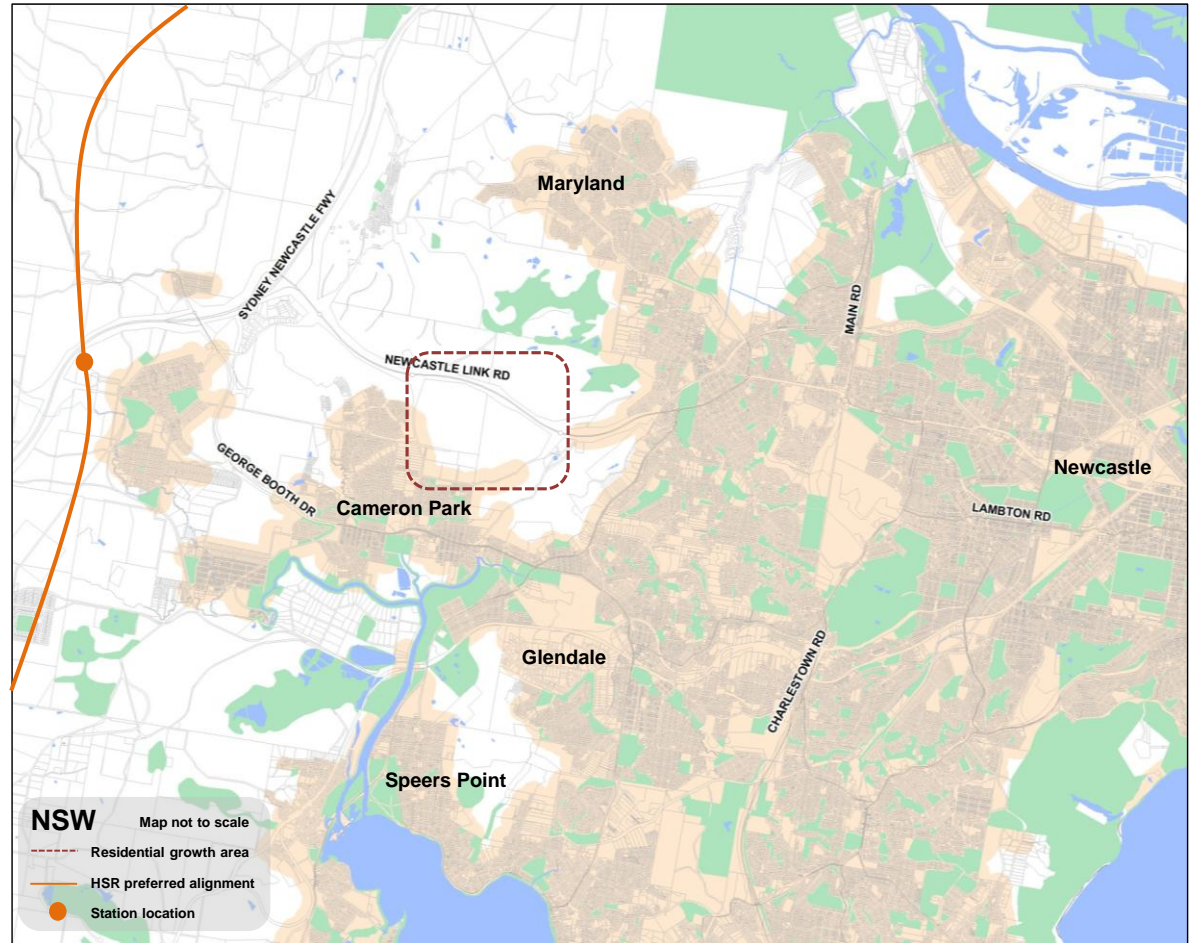 Maryland
SYDNEY NEWCASTLE FWY
MAIN RD
NEWCASTLE LINK RD
GEORGE BOOTH DR
Cameron Park
Newcastle
LAMBTON RD
Glendale
CHARLESTOWN RD
Speers Point
NSW Map not to scale
Residential growth area
HSR preferred alignment
Station location